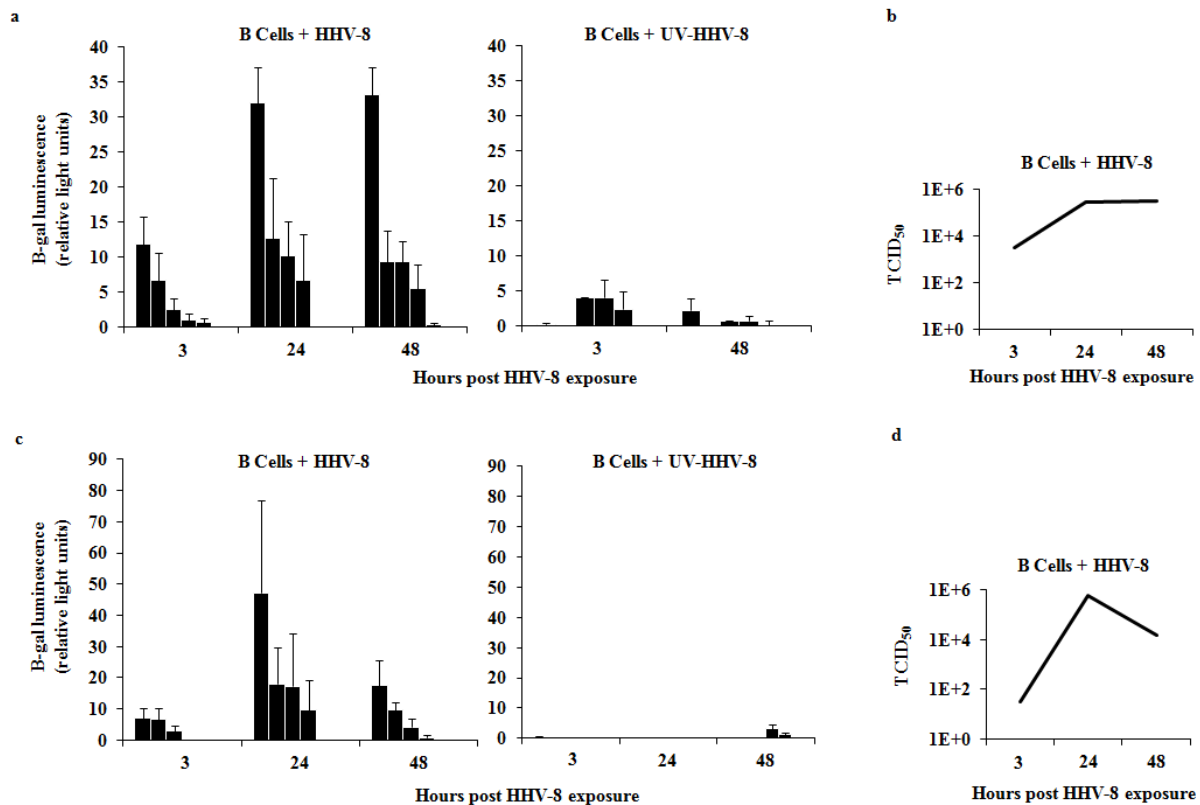 a
B Cells + HHV-8
B Cells + UV-HHV-8
B-gal luminescence
(relative light units)
40
35
30
25
20
15
10
5
0
3
24
48
40
35
30
25
20
15
10
5
0
3
48
Hours post HHV-8 exposure
b
B Cells + HHV-8
TCID50
1E+6
1E+4
1E+2
1E+0
3
24
48
Hours post HHV-8 exposure
c
B Cells + HHV-8
B Cells + UV-HHV-8
B-gal luminescence
(relative light units)
90
80
70
60
50
40
30
20
10
0
3
24
48
90
80
70
60
50
40
30
20
10
0
3
24
48
Hours post HHV-8 exposure
d
B Cells + HHV-8
TCID50
1E+6
1E+4
1E+2
1E+0
3
24
48
Hours post HHV-8 exposure